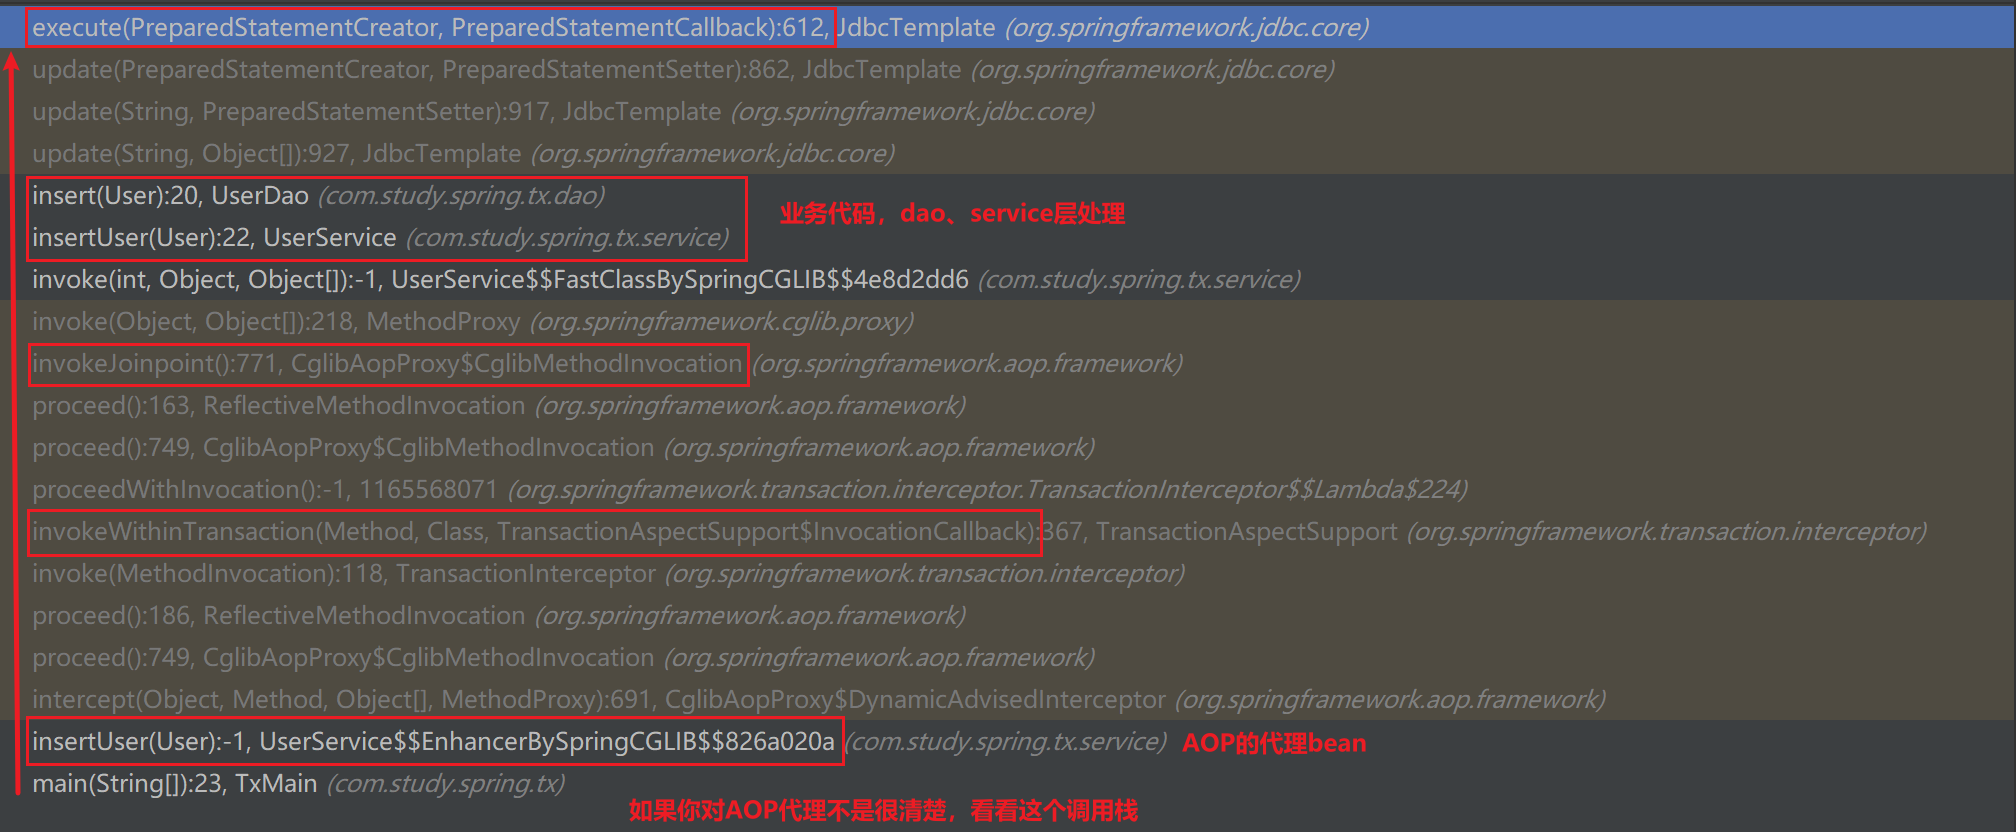 execute(PreparedStatementCreator, PreparedStatementCallback):612, JdbcTemplate (org.springframework.jdbc.core)
update(PreparedStatementCreator, PreparedStatementSetter):862, JdbcTemplate (org.springframework.jdbc.core)
update(String, PreparedStatementSetter):917, JdbcTemplate (org.springframework.jdbc.core)
update(String, Object[]):927, JdbcTemplate (org.springframework.jdbc.core)
insert(User):20, UserDao (com.study.spring.tx.dao)
业务代码，dao、service层处理
insertUser(User):22, UserService (com.study.spring.tx.service)
invoke(int, Object, Object[]):-1, UserService$$FastClassBySpringCGLIB$$4e8d2dd6 (com.study.spring.tx.service)
invoke(Object, Object[]):218, MethodProxy (org.springframework.cglib.proxy)
invokeJoinpoint():771, CglibAopProxy$CglibMethodInvocation (org.springframework.aop.framework)
proceed():163, ReflectiveMethodInvocation (org.springframework.aop.framework)
proceed():749, CglibAopProxy$CglibMethodInvocation (org.springframework.aop.framework)
proceedWithInvocation():-1, 1165568071 (org.springframework.transaction.interceptor.TransactionInterceptor$$Lambda$224)
invokeWithinTransaction(Method, Class, TransactionAspectSupport$InvocationCallback):367, TransactionAspectSupport (org.springframework.transaction.interceptor)
invoke(MethodInvocation):118, TransactionInterceptor (org.springframework.transaction.interceptor)
proceed():186, ReflectiveMethodInvocation (org.springframework.aop.framework)
proceed():749, CglibAopProxy$CglibMethodInvocation (org.springframework.aop.framework)
intercept(Object, Method, Object[], MethodProxy):691, CglibAopProxy$DynamicAdvisedInterceptor (org.springframework.aop.framework)
insertUser(User):-1, UserService$$EnhancerBySpringCGLIB$$826a020a (com.study.spring.tx.service) AOP的代理bean
main(String[]):23, TxMain (com.study.spring.tx)
如果你对AOP代理不是很清楚，看看这个调用栈